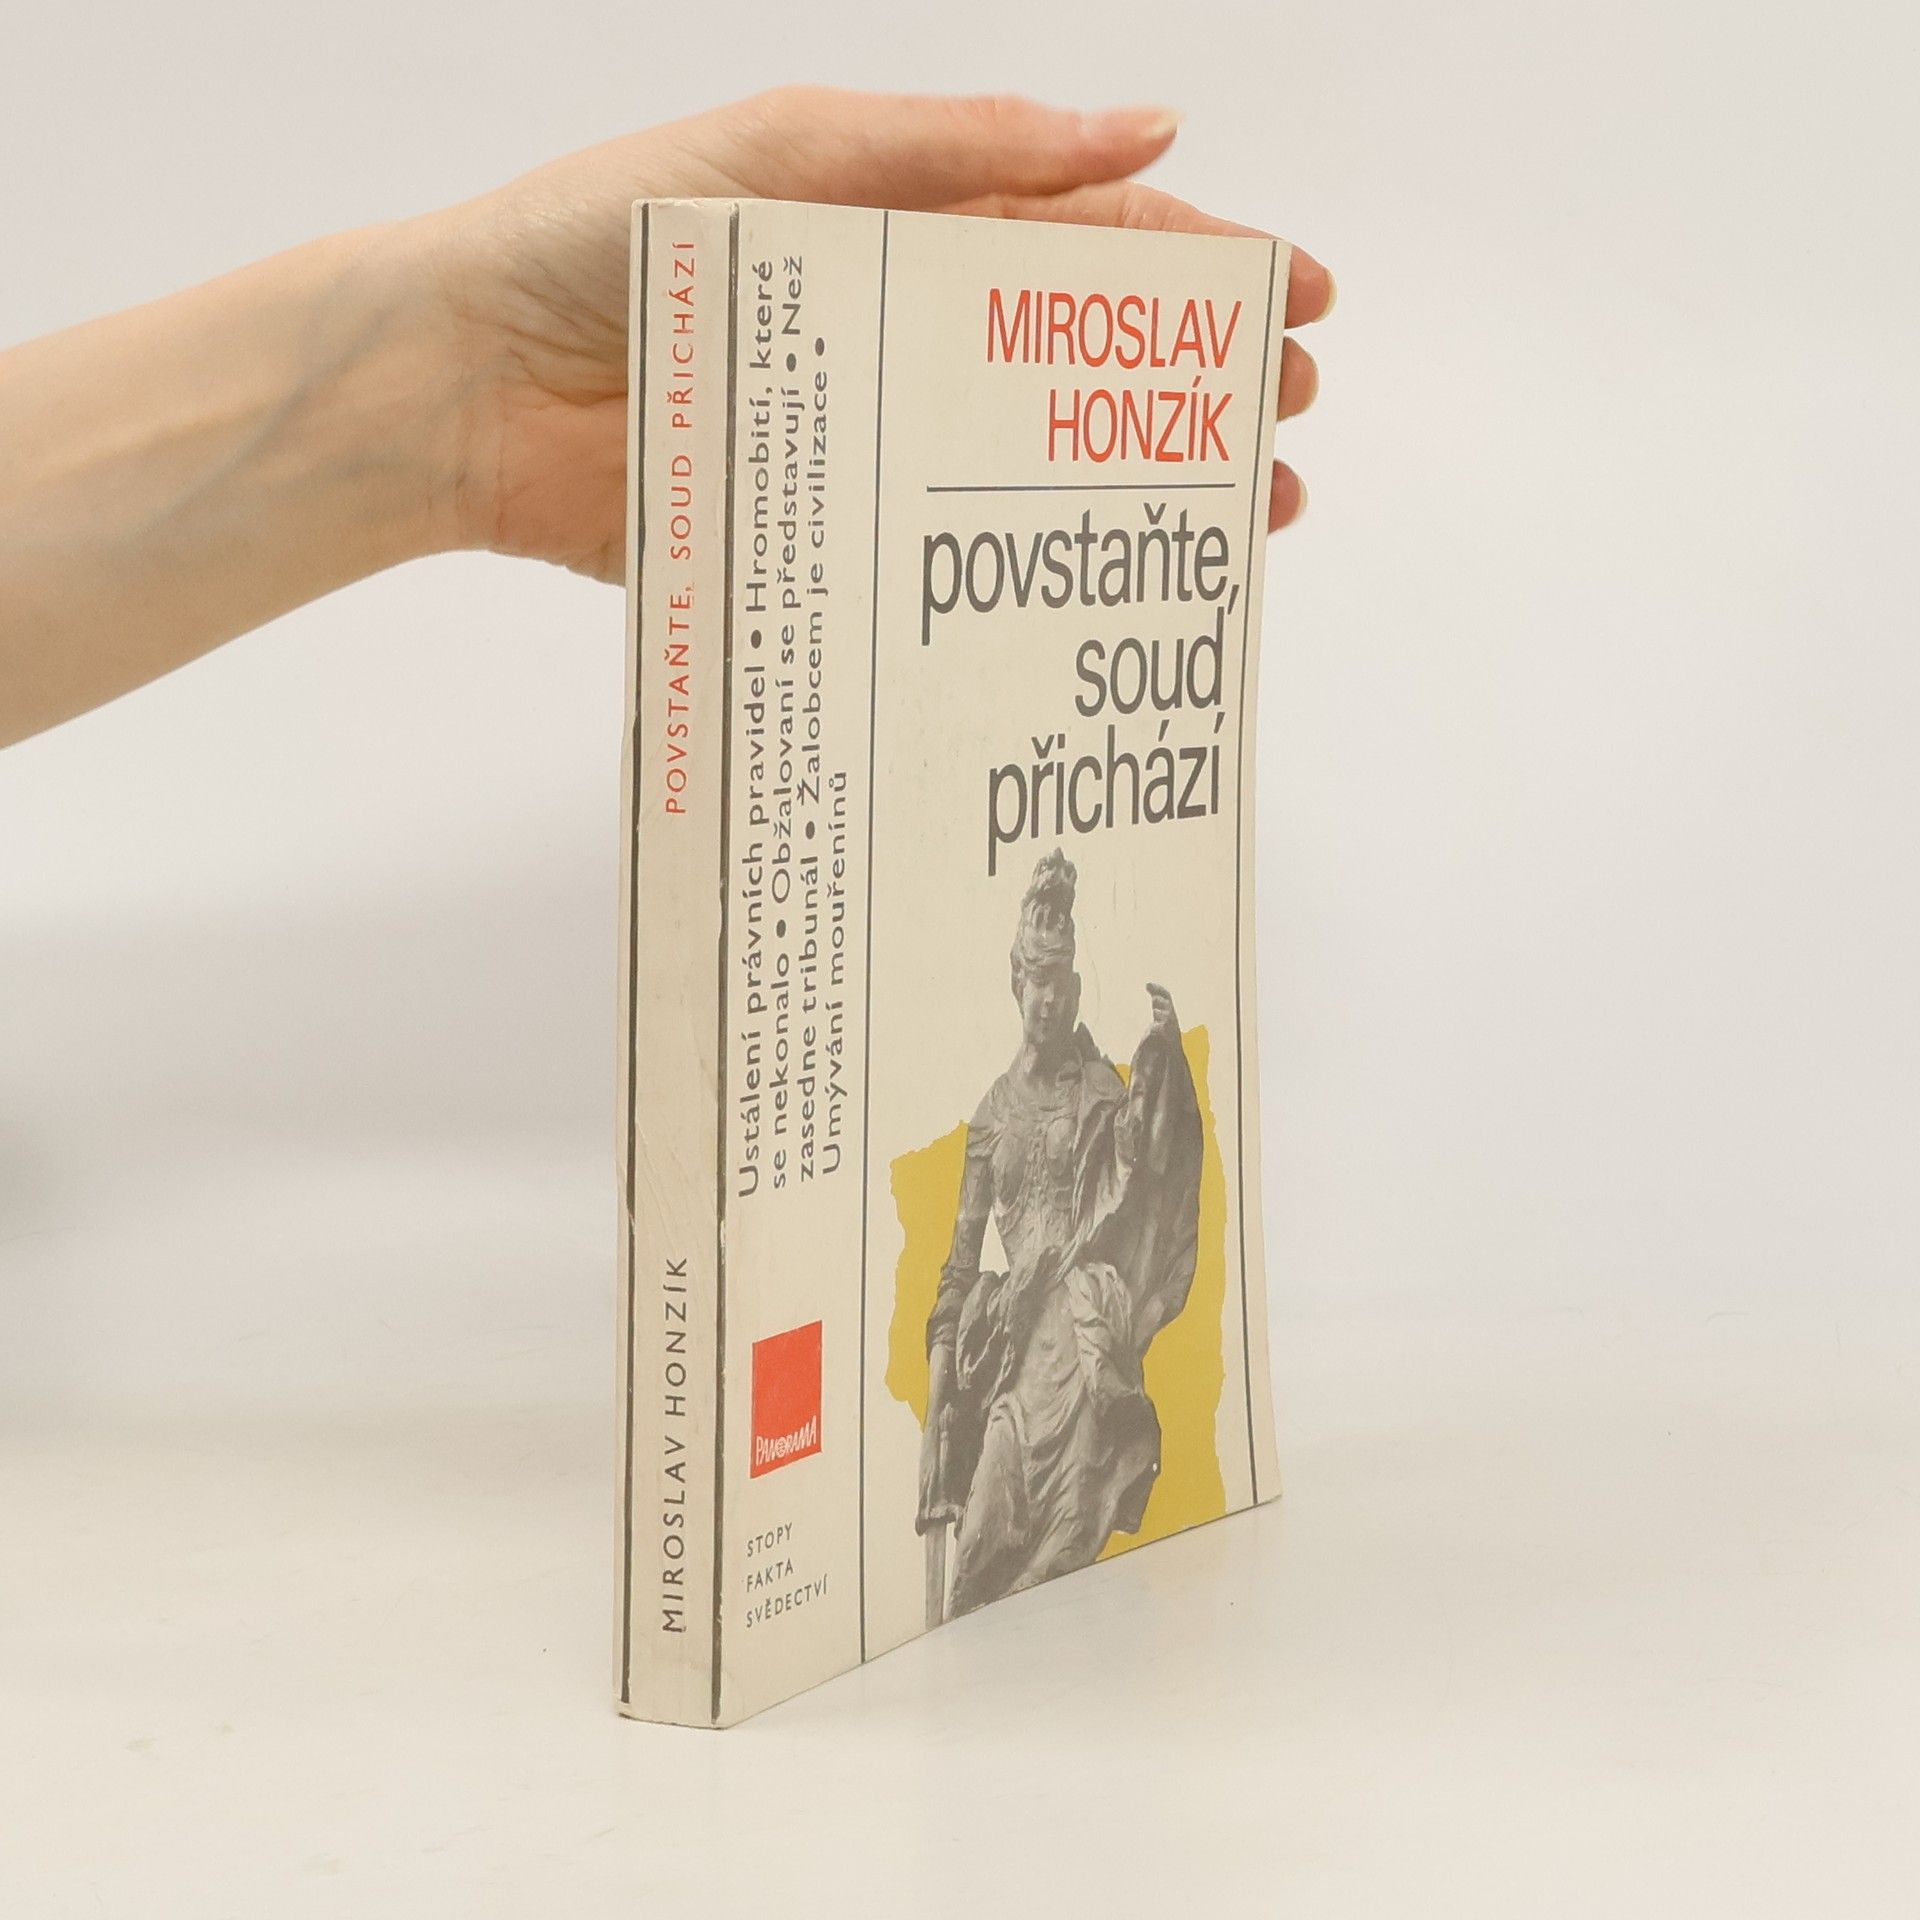 POVSTAŇTE, SOUD PŘICHÁZÍ
MIROSLAV HONZÍK
Ustálení právních pravidel • Hromobití, které
se nekonalo • Obžalovaní se představují • Než
zasedne tribunál • Žalobcem je civilizace •
Umývání mouřenínů
PANORAMA
STOPY
FAKTA
SVĚDECTVÍ
MIROSLAV
HONZÍK
povstaňte,
soud
přichází